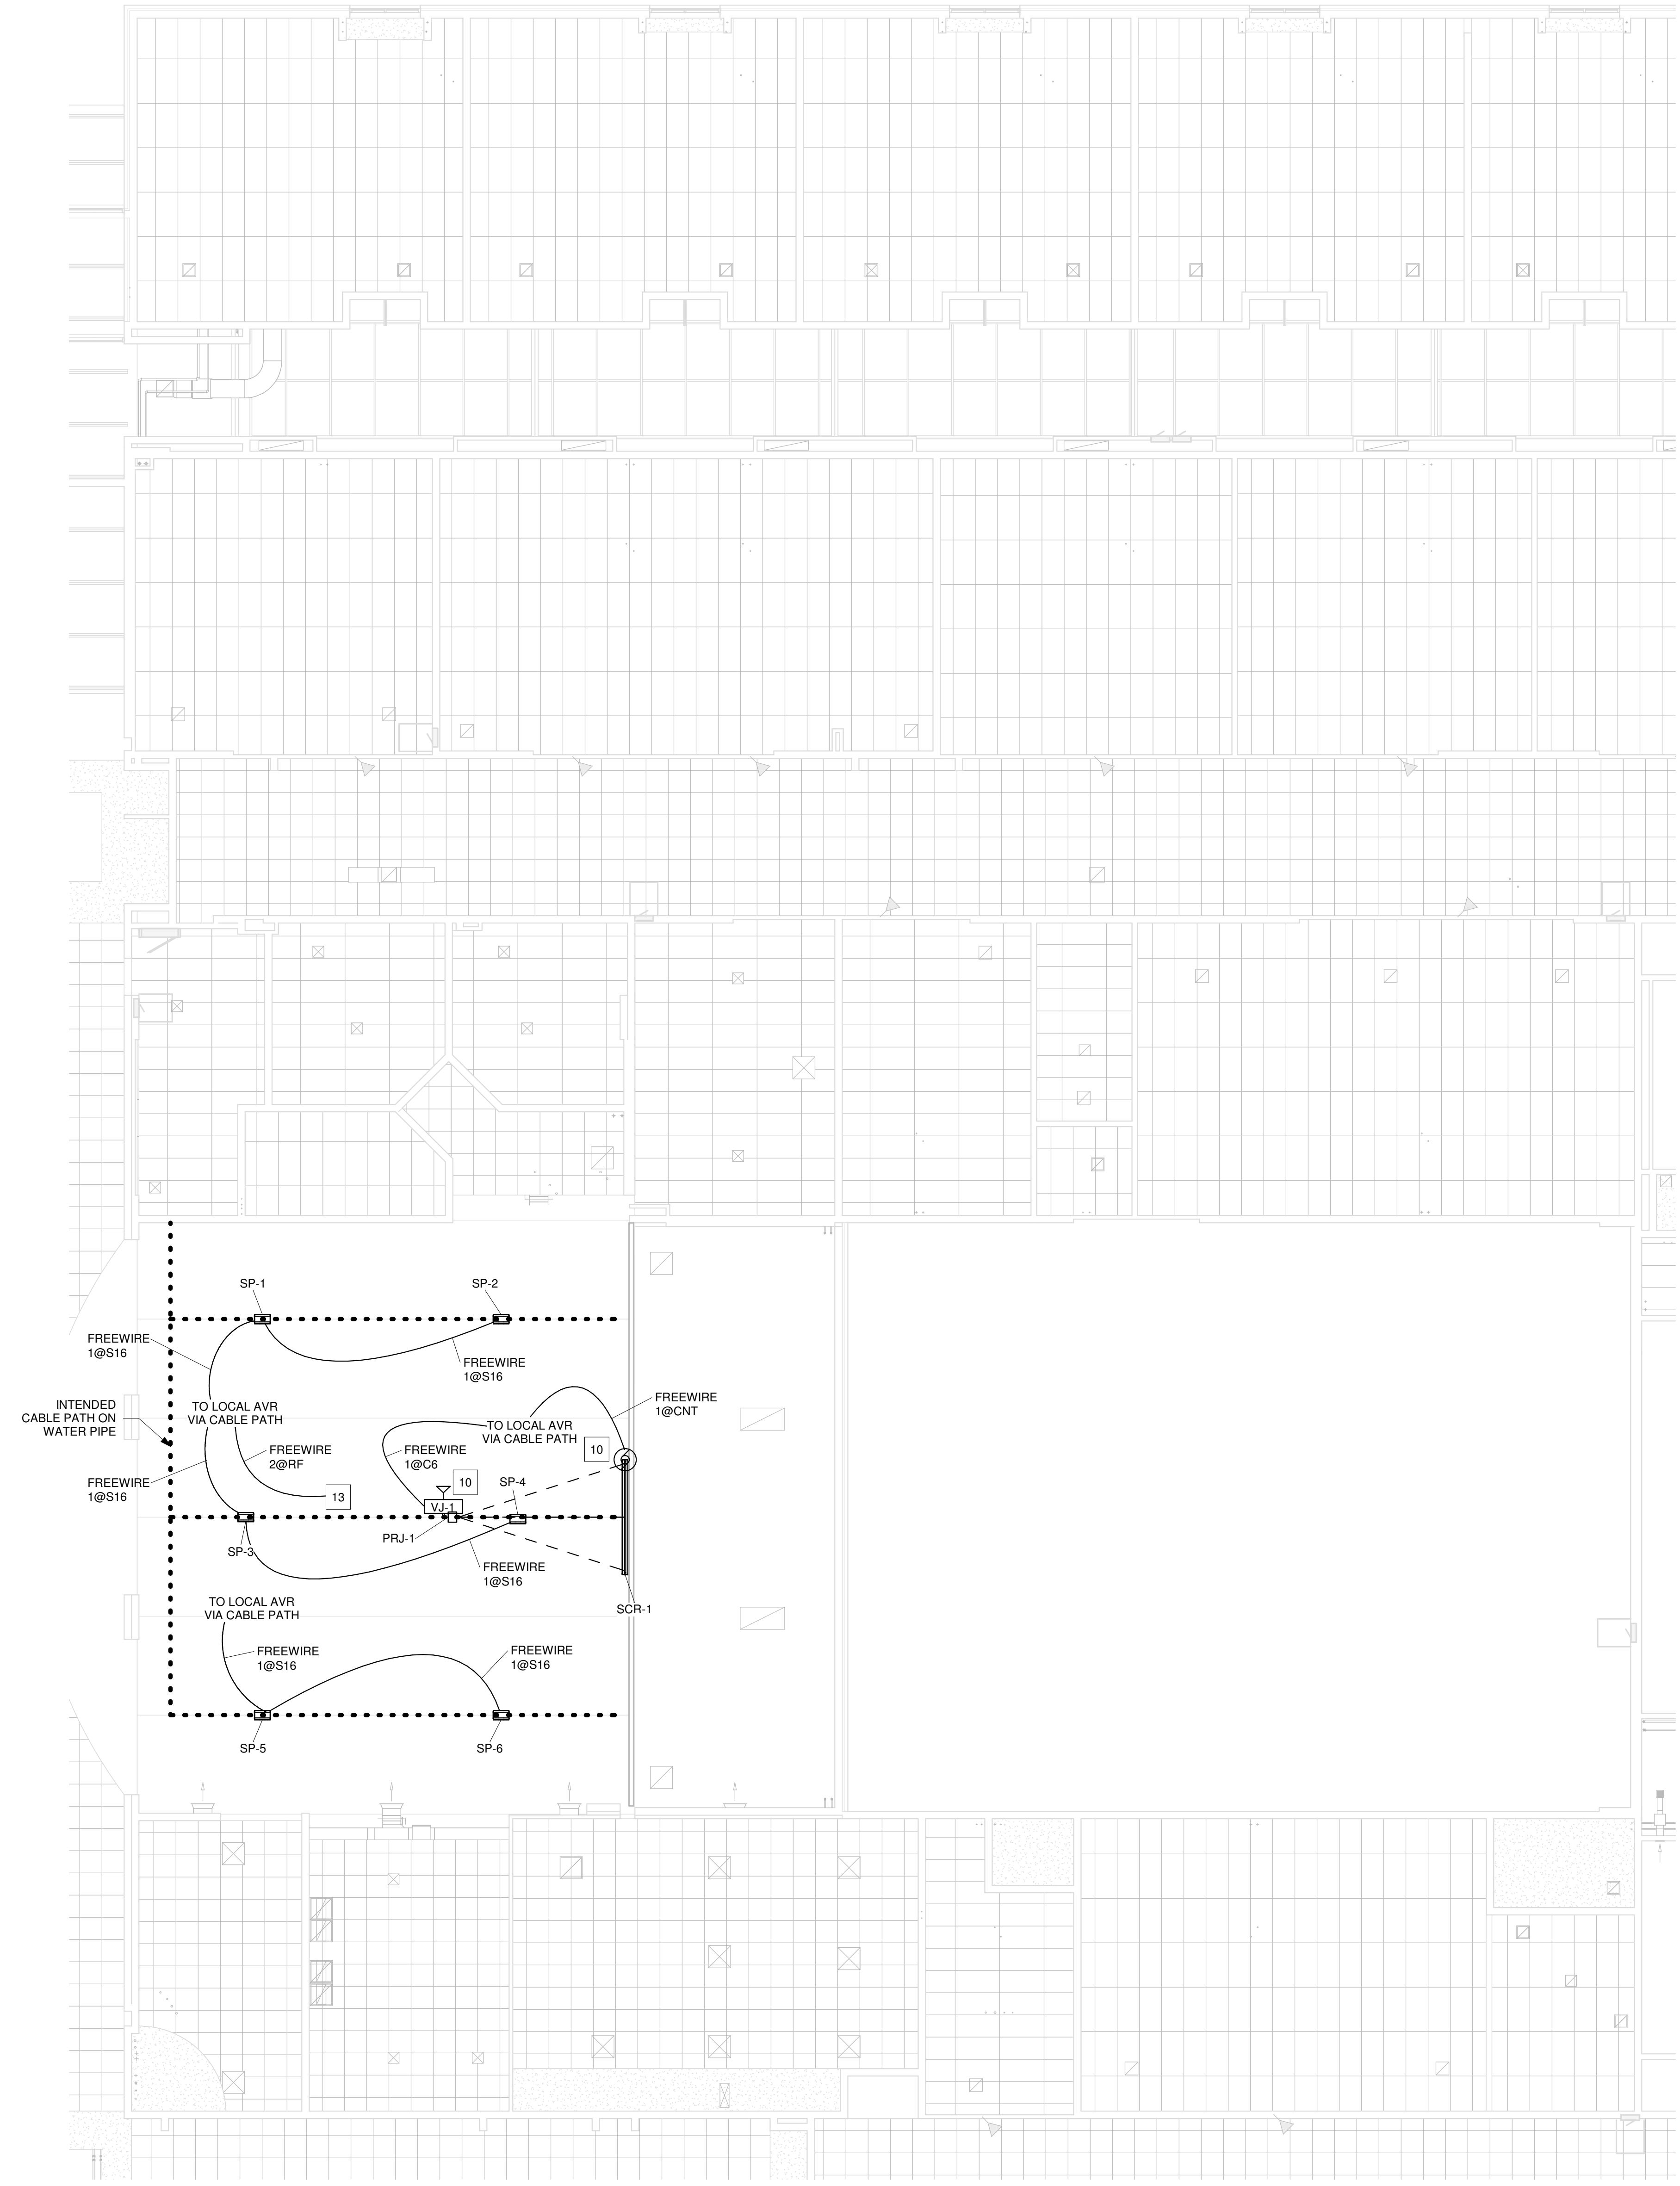 SP-1
SP-2
FREEWIRE
1@S16
FREEWIRE
1@S16
FREEWIRE
1@CNT
INTENDED
CABLE PATH ON
WATER PIPE
TO LOCAL AVR
VIA CABLE PATH
TO LOCAL AVR
VIA CABLE PATH
FREEWIRE
2@RF
FREEWIRE
1@C6
10
FREEWIRE
1@S16
13
10
SP-4
VJ-1
PRJ-1
SP-3
FREEWIRE
1@S16
SCR-1
TO LOCAL AVR
VIA CABLE PATH
FREEWIRE
1@S16
FREEWIRE
1@S16
SP-5
SP-6